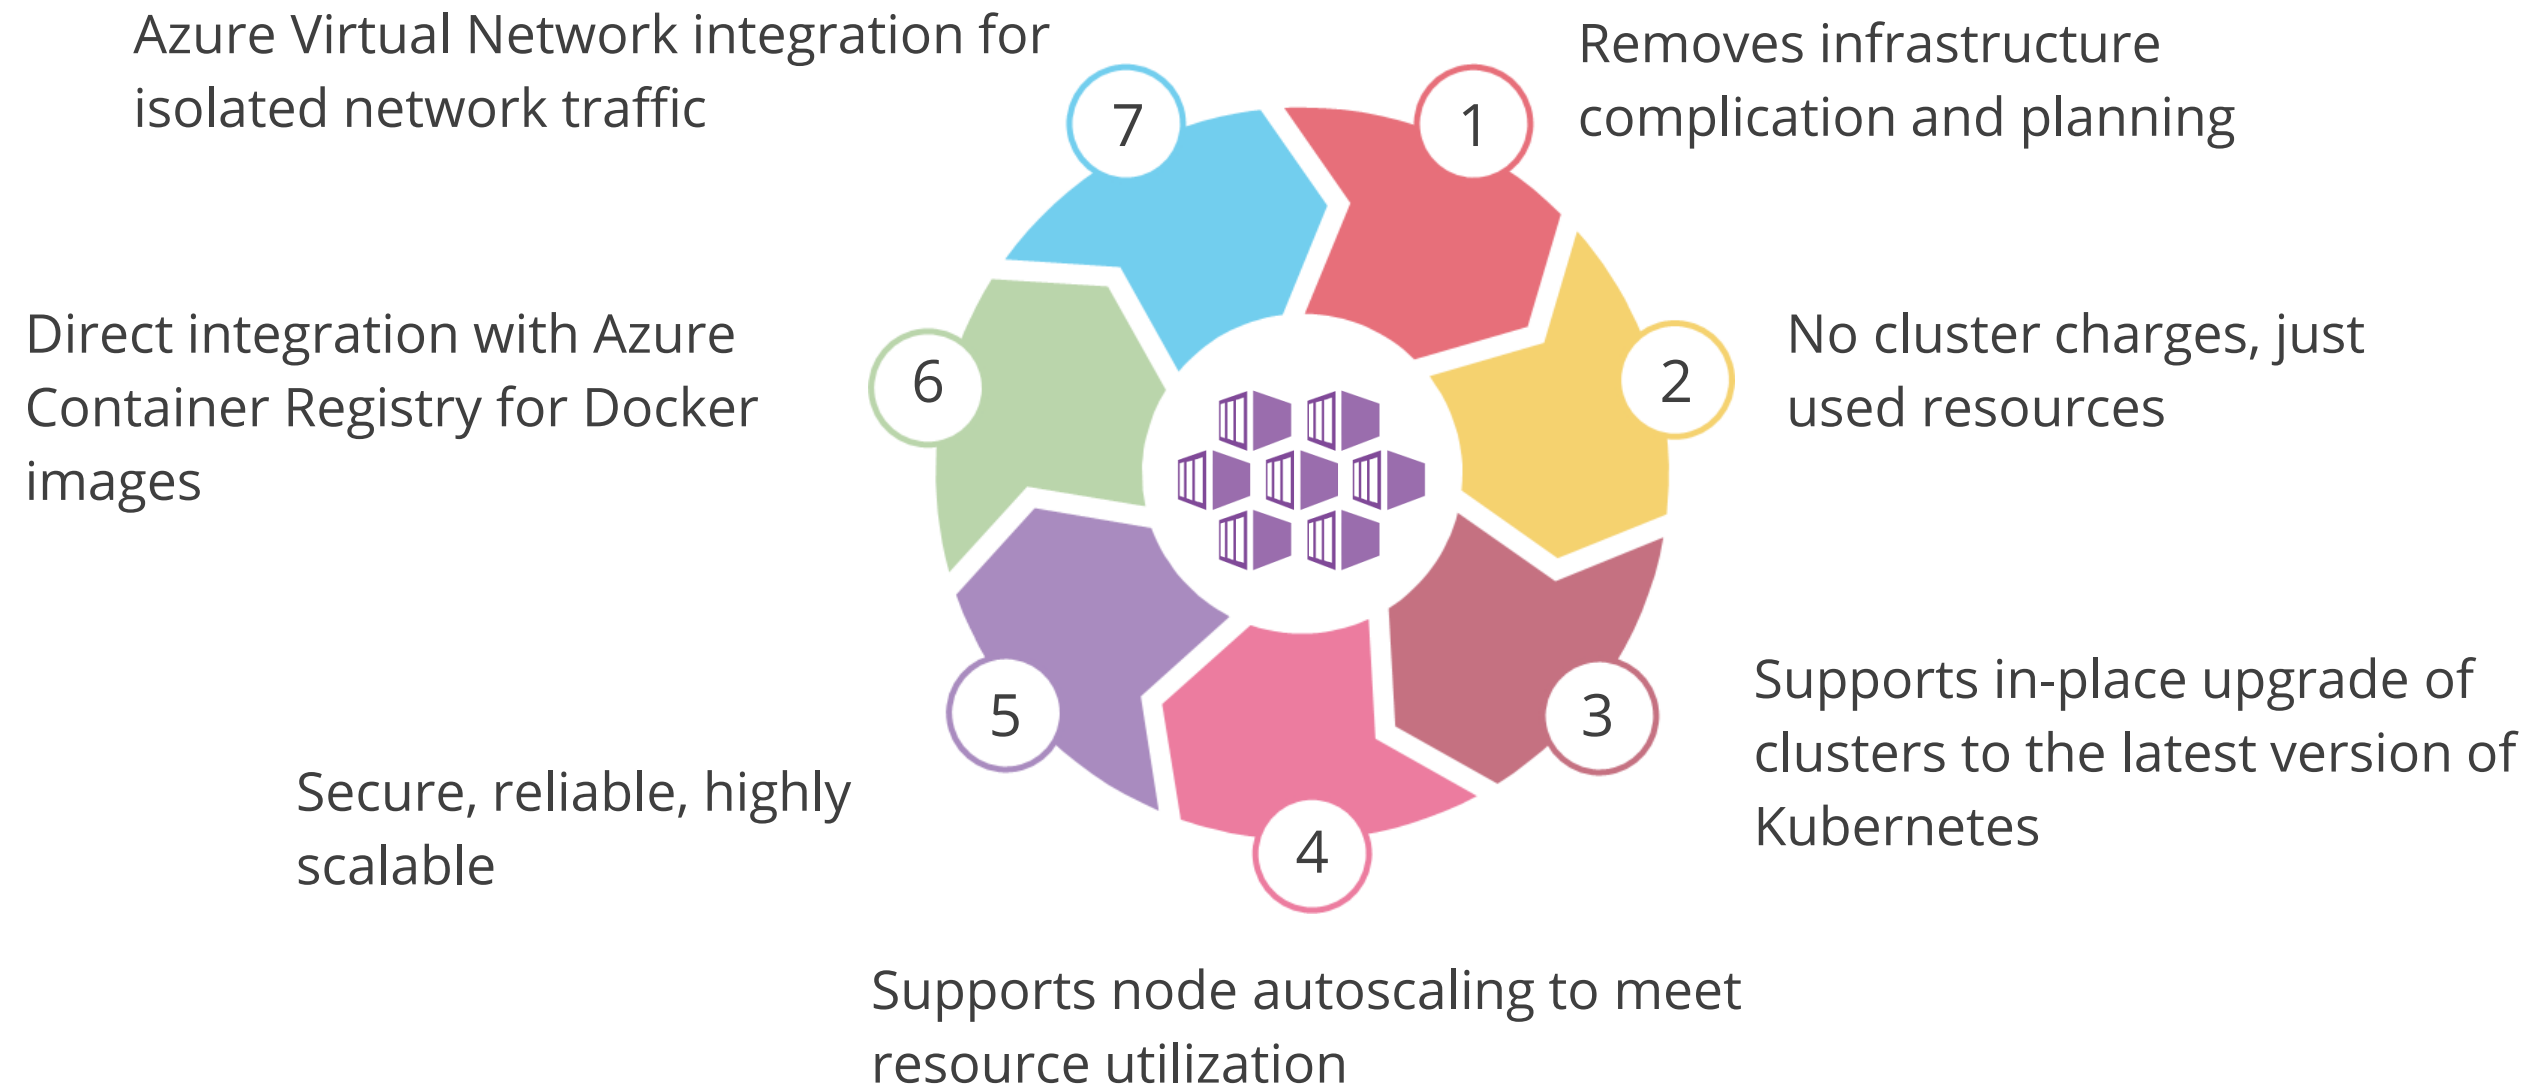 1
Removes infrastructure
complication and planning
2
No cluster charges, just
used resources
3
Supports in-place upgrade of
clusters to the latest version of
Kubernetes
4
Supports node autoscaling to meet
resource utilization
5
Secure, reliable, highly
scalable
6
Direct integration with Azure
Container Registry for Docker
images
7
Azure Virtual Network integration for
isolated network traffic